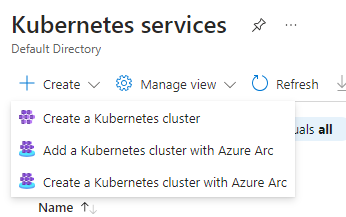 Kubernetes services
Default Directory
Create Manage view Refresh
Create a Kubernetes cluster
Add a Kubernetes cluster with Azure Arc
Create a Kubernetes cluster with Azure Arc
uals all
Name